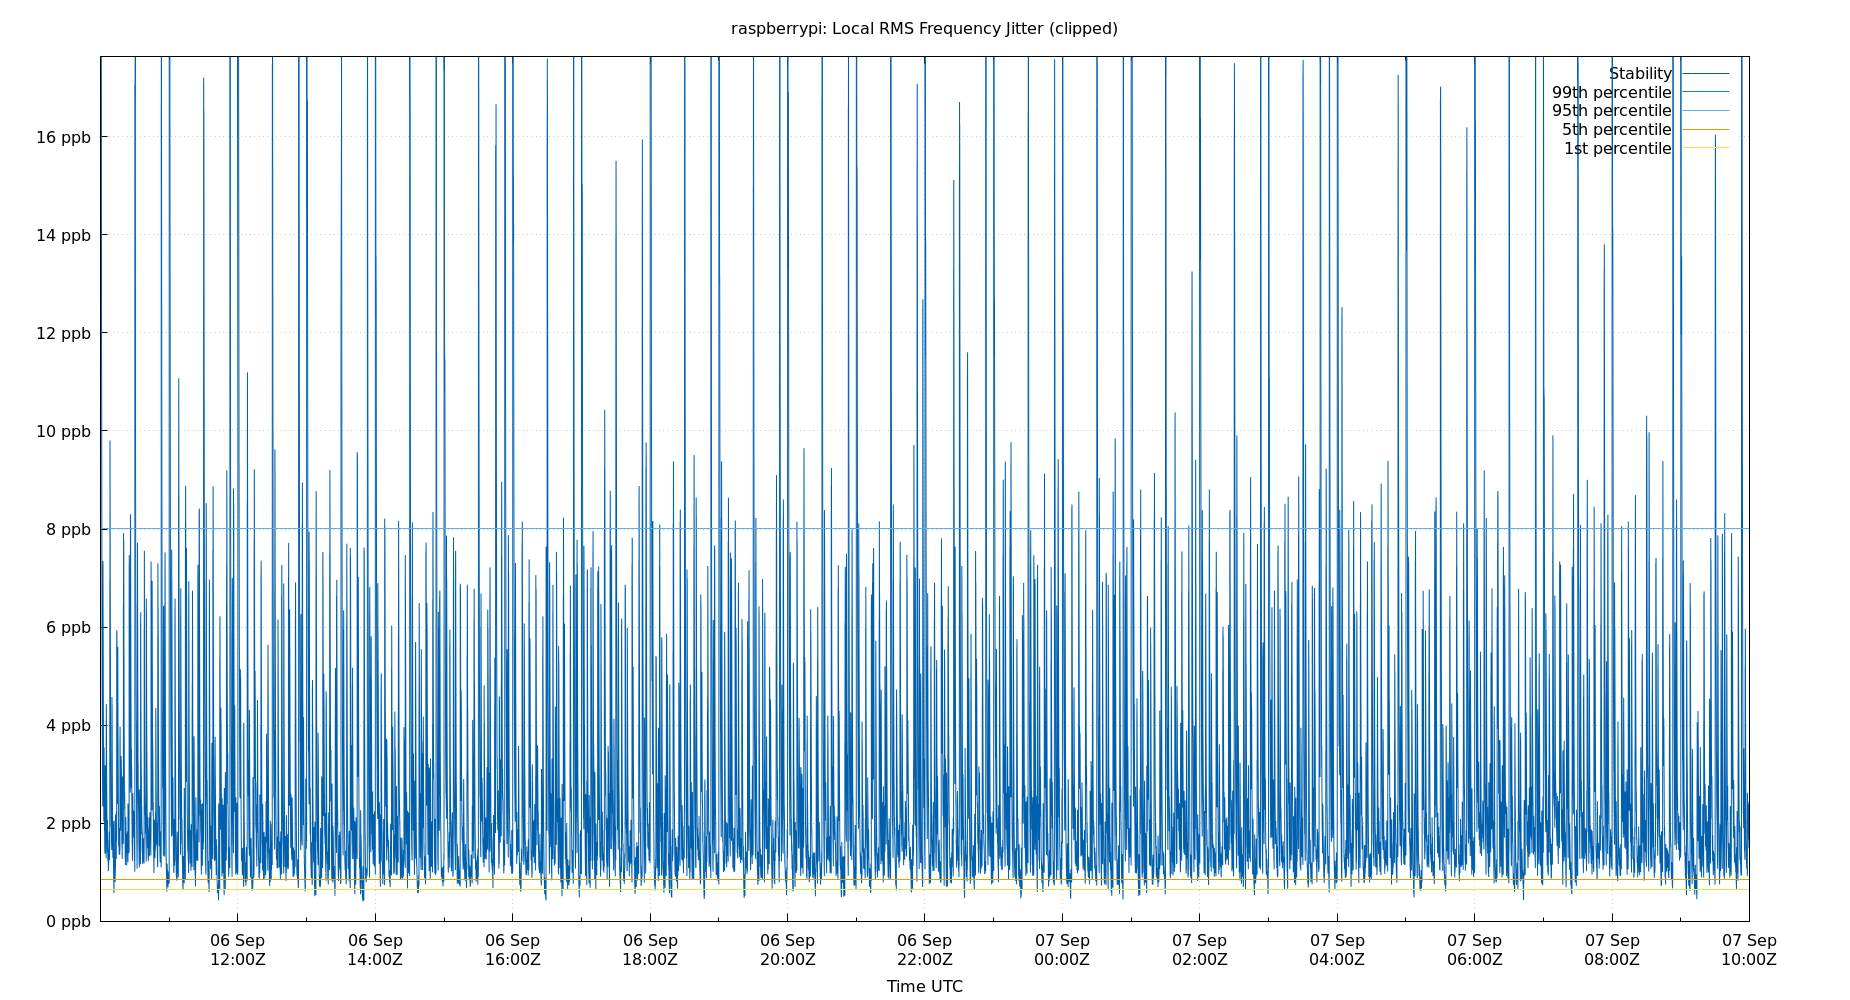 raspberrypi: Local RMS Frequency Jitter (clipped)
Stability
99th percentile
95th percentile
5th percentile
1st percentile
16 ppb
14 ppb
12 ppb
10 ppb
8 ppb
6 ppb
4 ppb
2 ppb
0 ppb
06 Sep 06 Sep 06 Sep 06 Sep 06 Sep 06 Sep 07 Sep 07 Sep 07 Sep 07 Sep 07 Sep 07 Sep
12:00Z 14:00Z 16:00Z 18:00Z 20:00Z 22:00Z 00:00Z 02:00Z 04:00Z 06:00Z 08:00Z 10:00Z
Time UTC